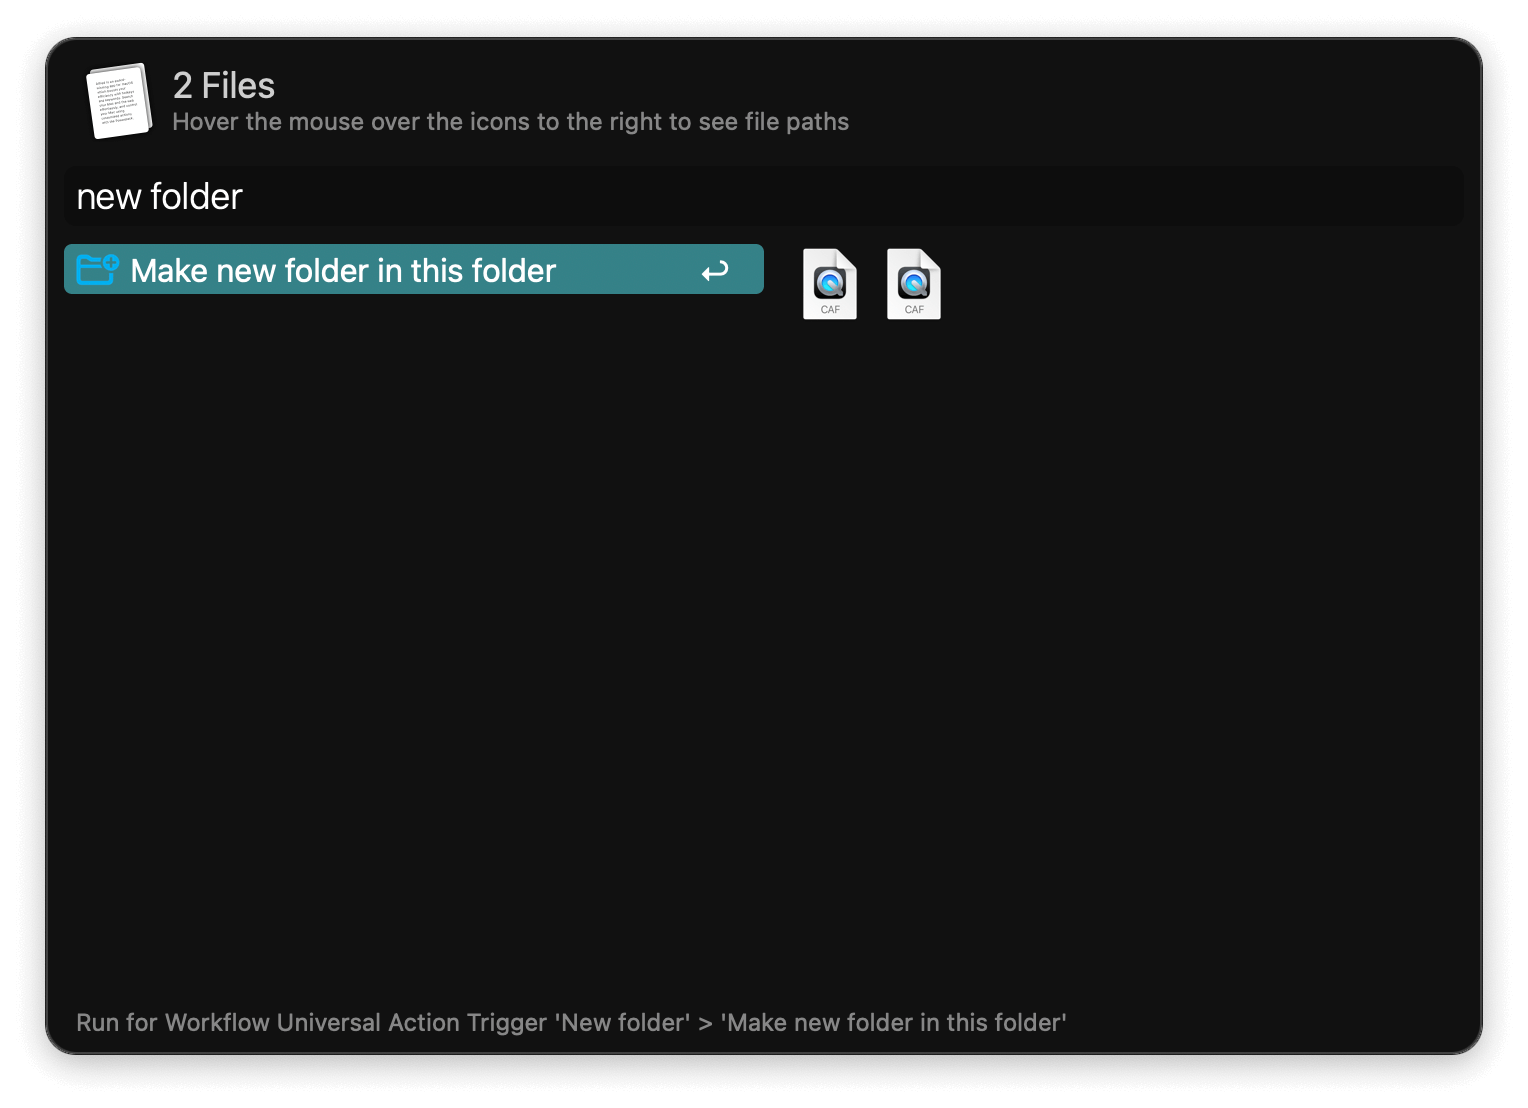 2 Files
Hover the mouse over the icons to the right to see file paths
new folder
Make new folder in this folder
CAF
CAF
Run for Workflow Universal Action Trigger 'New folder' > 'Make new folder in this folder'